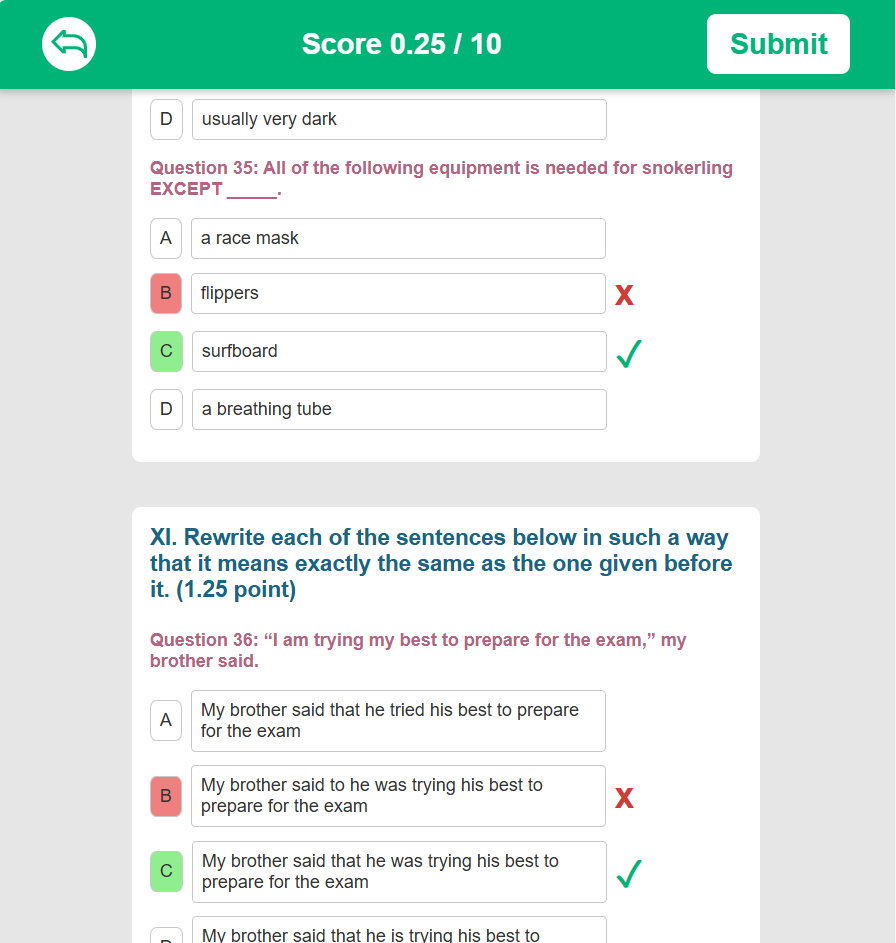 Score 0.25 / 10
Submit
D usually very dark
Question 35: All of the following equipment is needed for snokerling
EXCEPT _____.
A a race mask
B flippers X
C surfboard ✓
D a breathing tube
XI. Rewrite each of the sentences below in such a way
that it means exactly the same as the one given before
it. (1.25 point)
Question 36: “I am trying my best to prepare for the exam,” my
brother said.
A My brother said that he tried his best to prepare
for the exam
B My brother said to he was trying his best to
prepare for the exam X
C My brother said that he was trying his best to
prepare for the exam ✓
D My brother said that he is trying his best to